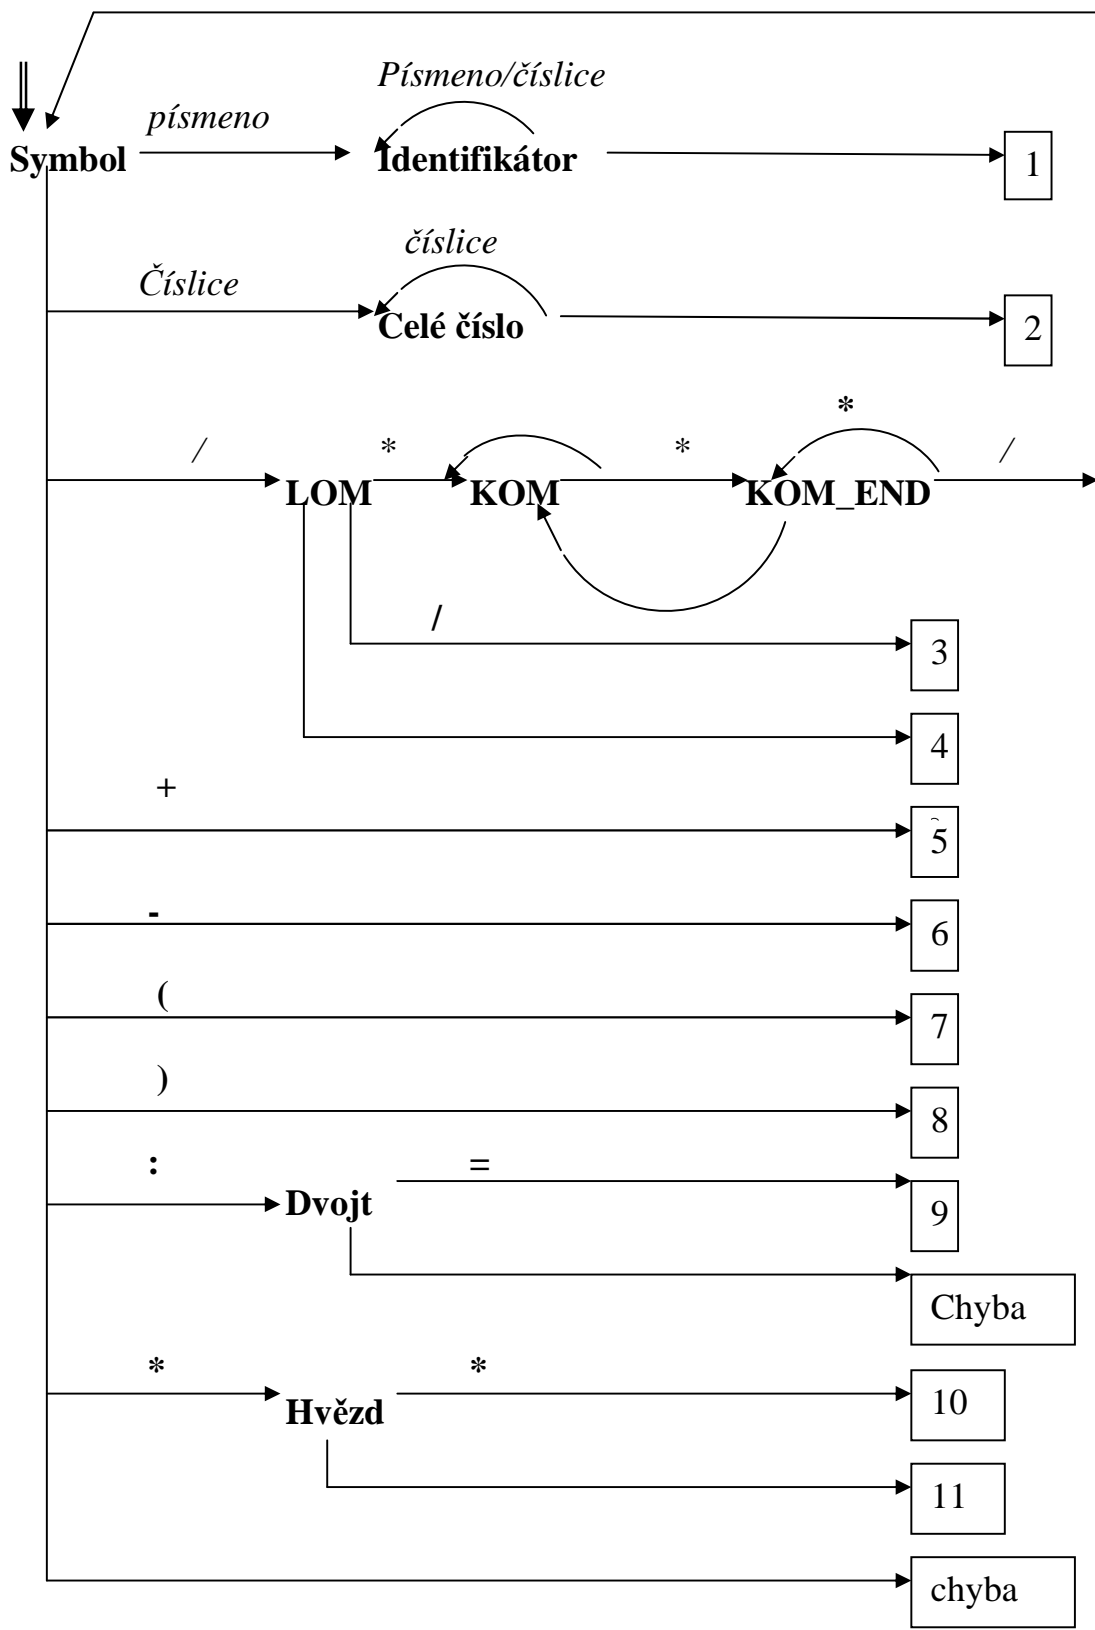 Písmeno/číslice
písmeno
Symbol Identifikátor 1
číslice
Číslice
Celé číslo 2
*
/ * * /
LOM KOM KOM_END
/
3
4
+
5
-
6
(
7
)
8
: =
Dvojt 9
Chyba
* *
Hvězd 10
11
chyba